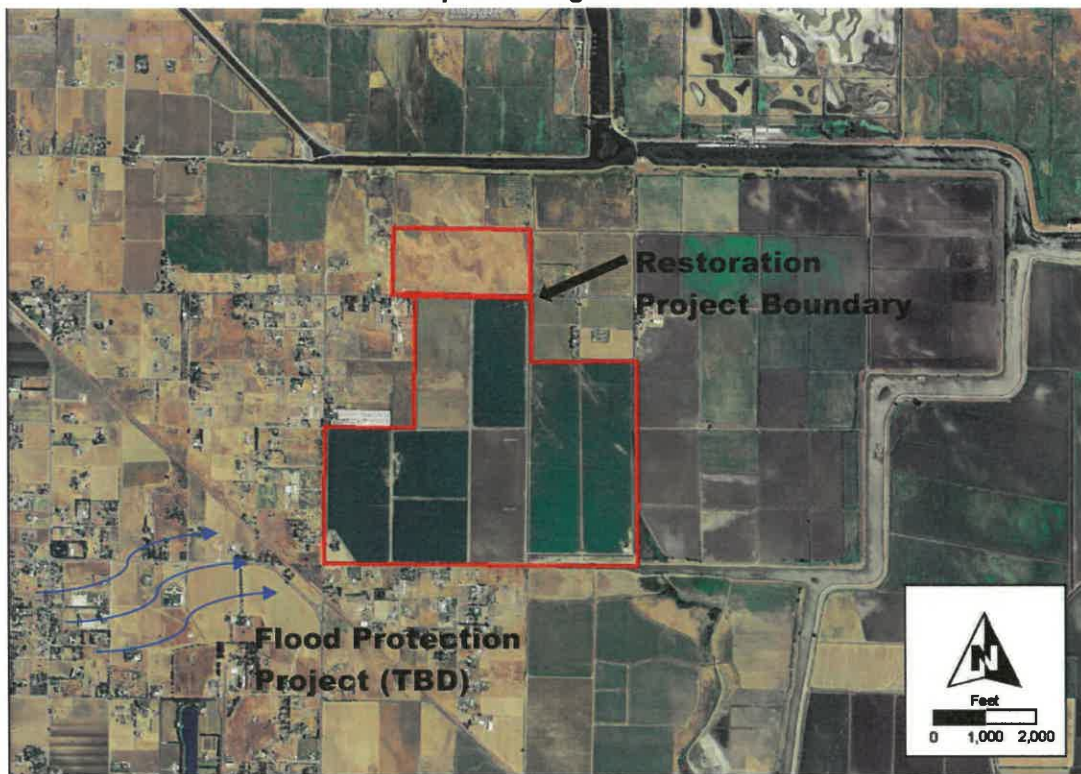 Restoration
Project Boundary
Flood Protection
Project (TBD)
N
Feet
0 1,000 2,000